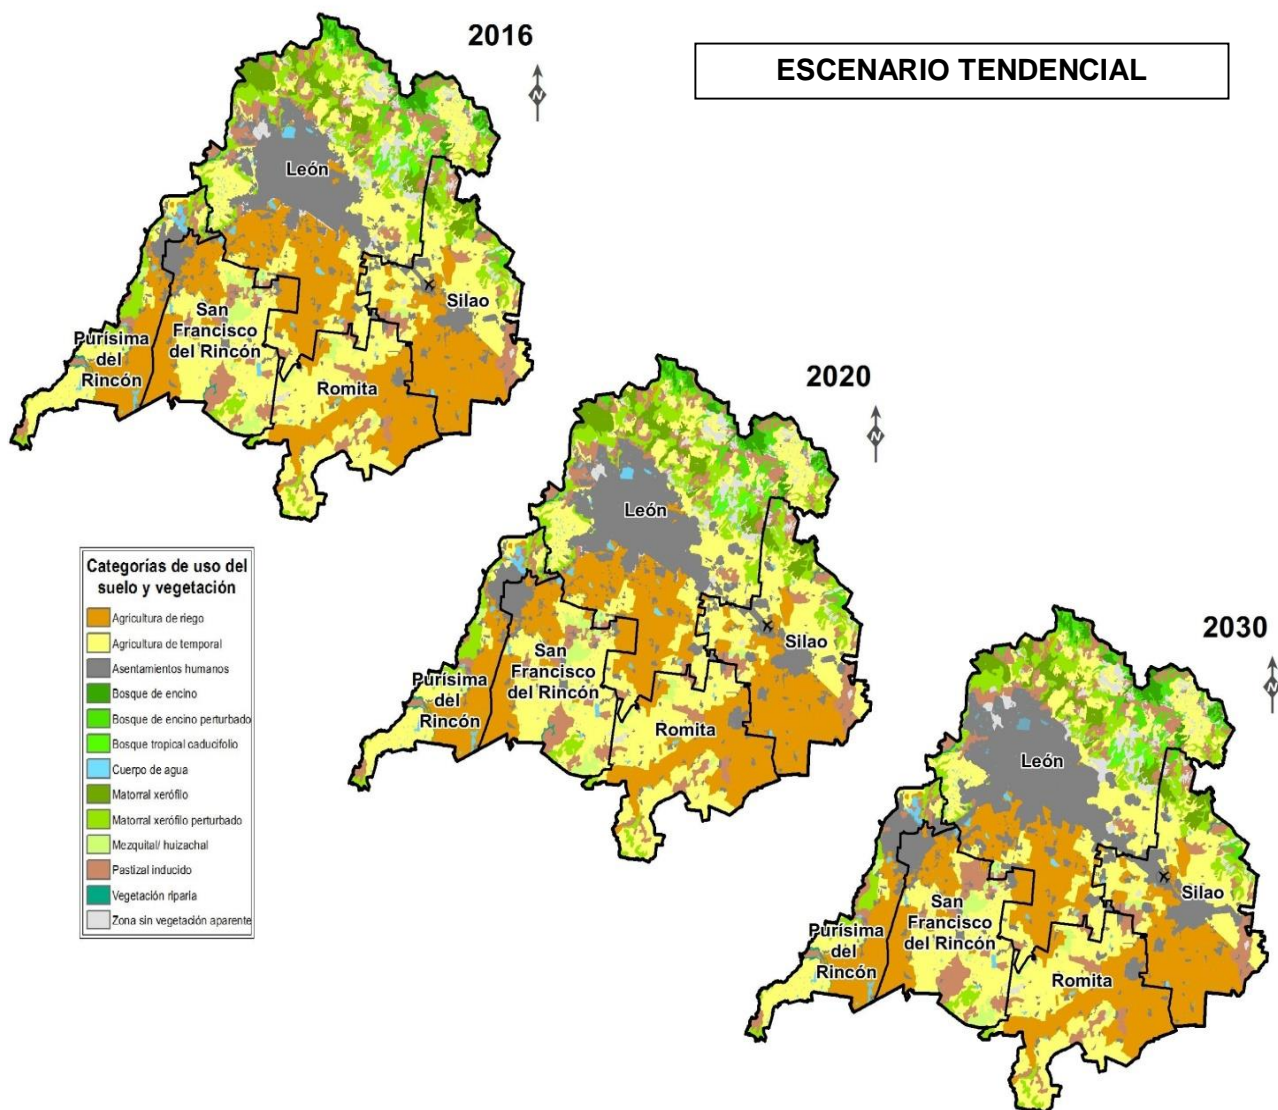 2016
ESCENARIO TENDENCIAL
N
León
Silao
San
Francisco
del Rincón
Purísima
del
Rincón
Romita
2020
N
León
Silao
San
Francisco
del Rincón
Purísima
del
Rincón
Romita
Categorías de uso del
suelo y vegetación
Agricultura de riego
Agricultura de temporal
Asentamientos humanos
Bosque de encino
Bosque de encino perturbado
Bosque tropical caducifolio
Cuerpo de agua
Matorral xerófilo
Matorral xerófilo perturbado
Mezquital/ huizachal
Pastizal inducido
Vegetación riparia
Zona sin vegetación aparente
2030
N
León
Silao
San
Francisco
del Rincón
Purísima
del
Rincón
Romita